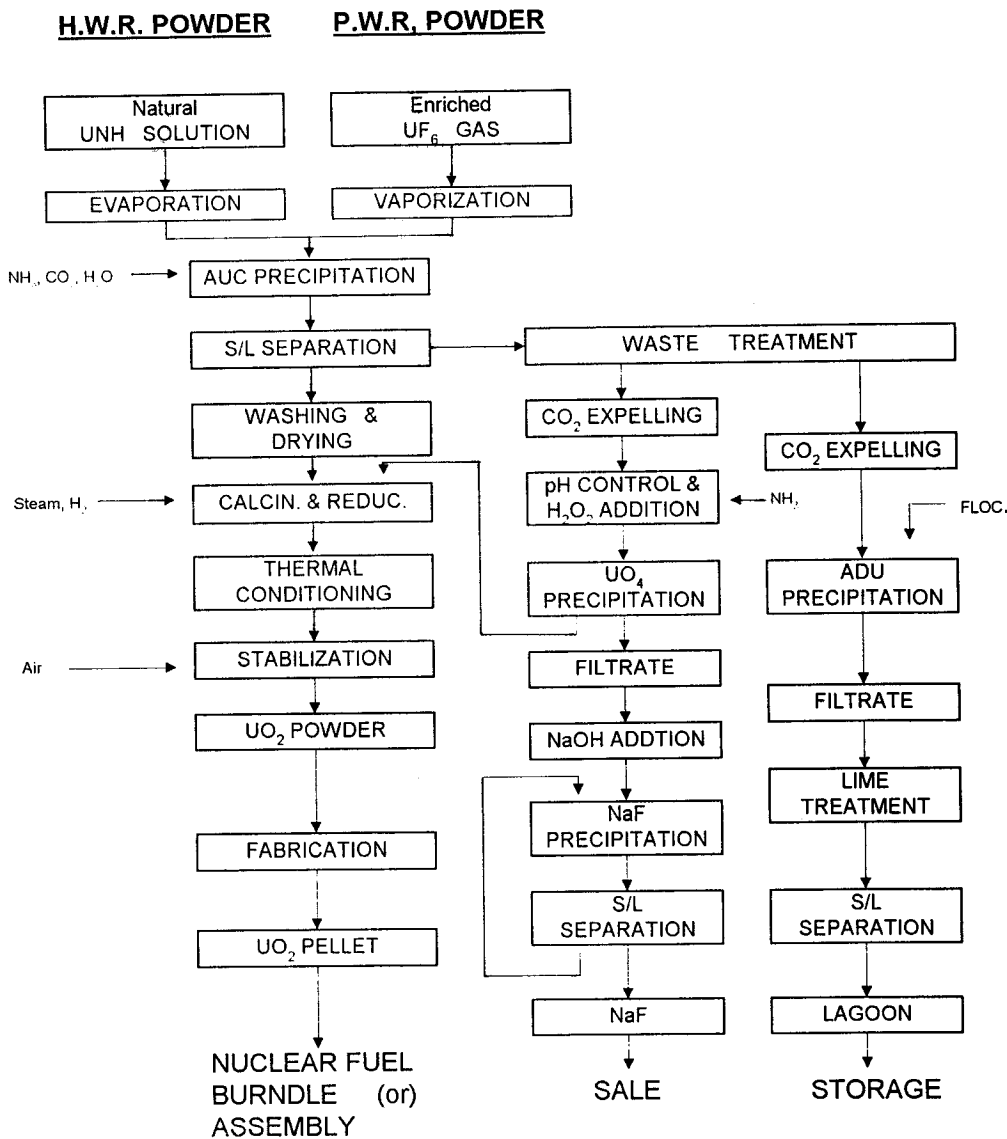 H.W.R. POWDER
P.W.R, POWDER
Natural
UNH SOLUTION
Enriched
UF₆ GAS
EVAPORATION
VAPORIZATION
NH₃, CO₂, H₂O
AUC PRECIPITATION
S/L SEPARATION
WASTE TREATMENT
WASHING &
DRYING
Steam, H₂
CALCIN. & REDUC.
THERMAL
CONDITIONING
Air
STABILIZATION
UO₂ POWDER
FABRICATION
UO₂ PELLET
NUCLEAR FUEL
BURNDLE (or)
ASSEMBLY
CO₂ EXPELLING
pH CONTROL &
H₂O₂ ADDITION
NH₃
UO₄
PRECIPITATION
FILTRATE
NaOH ADDTION
NaF
PRECIPITATION
S/L
SEPARATION
NaF
SALE
CO₂ EXPELLING
FLOC.
ADU
PRECIPITATION
FILTRATE
LIME
TREATMENT
S/L
SEPARATION
LAGOON
STORAGE